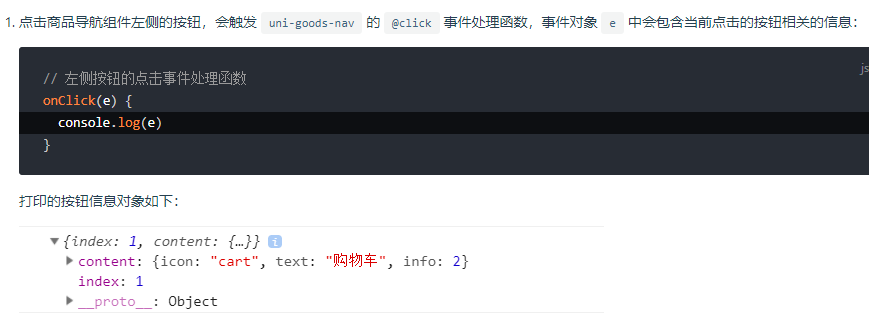 1. 点击商品导航组件左侧的按钮，会触发 uni-goods-nav 的 @click 事件处理函数，事件对象 e 中会包含当前点击的按钮相关的信息：
js
// 左侧按钮的点击事件处理函数
onClick(e) {
  console.log(e)
}
打印的按钮信息对象如下：
▼{index: 1, content: {…}} i
▶content: {icon: "cart", text: "购物车", info: 2}
index: 1
▶__proto__: Object